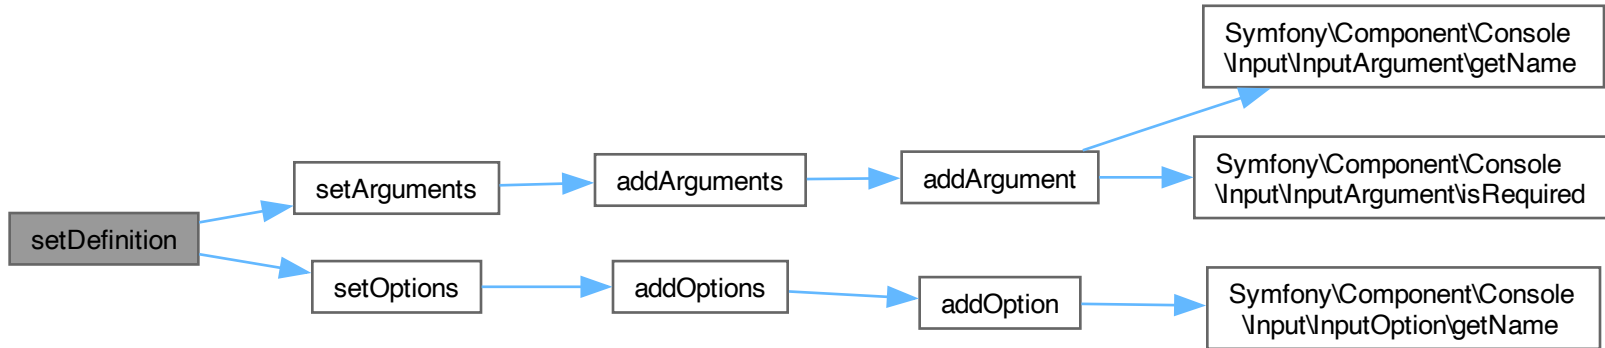 Symfony\Component\Console
\Input\InputArgument\getName
setArguments
addArguments
addArgument
Symfony\Component\Console
\Input\InputArgument\isRequired
setDefinition
setOptions
addOptions
addOption
Symfony\Component\Console
\Input\InputOption\getName